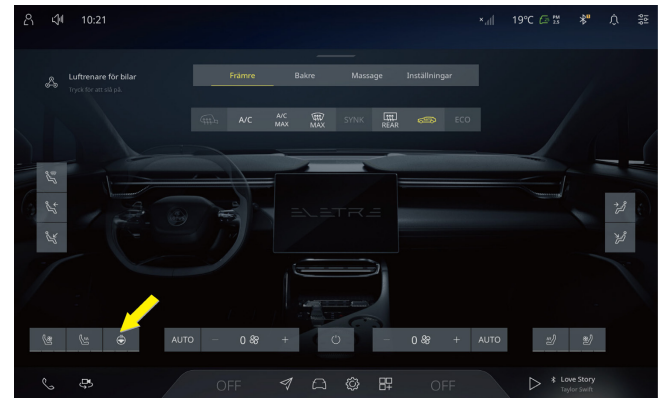 10:21
19°C PM 2.5
Luftrenare för bilar
Tryck för att slå på.
Främre Bakre Massage Inställningar
A/C A/C MAX MAX SYNK REAR ECO
ELETRE
AUTO - 0 + - 0 + AUTO
OFF OFF
Love Story
Taylor Swift